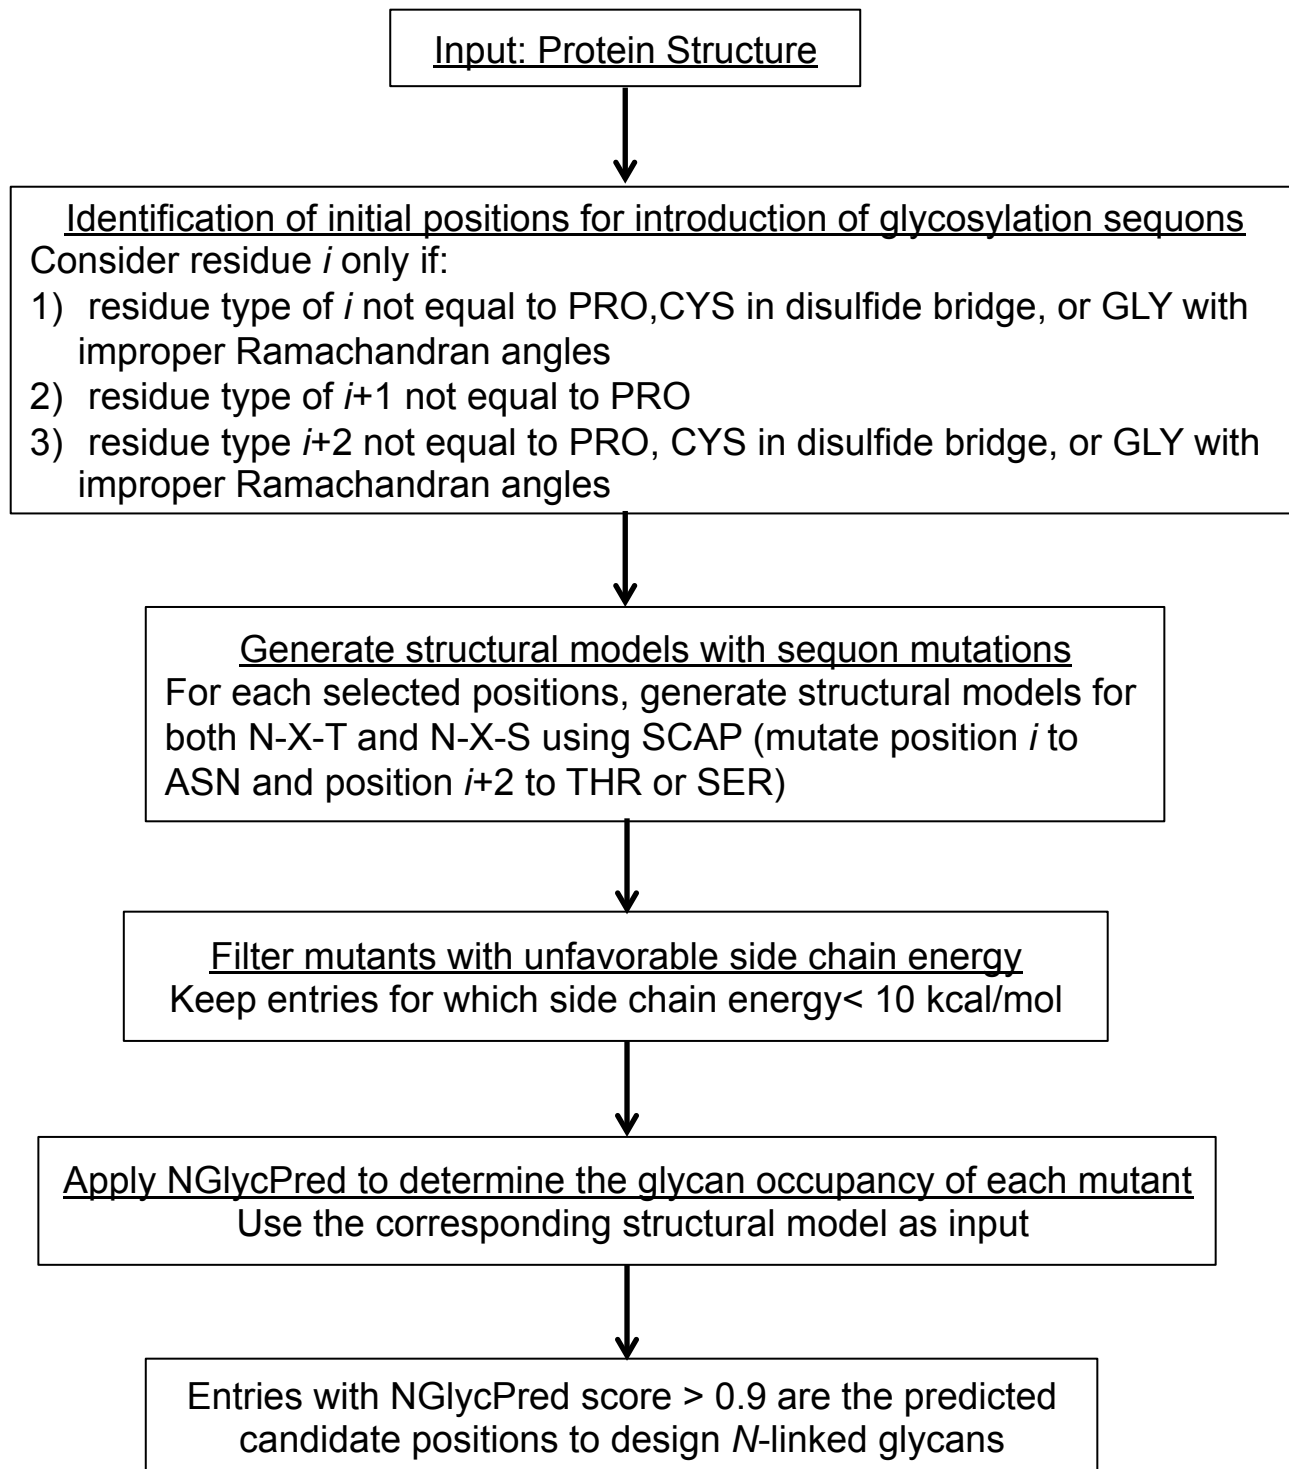 Input: Protein Structure
Identification of initial positions for introduction of glycosylation sequons
Consider residue i only if:
1) residue type of i not equal to PRO,CYS in disulfide bridge, or GLY with
improper Ramachandran angles
2) residue type of i+1 not equal to PRO
3) residue type i+2 not equal to PRO, CYS in disulfide bridge, or GLY with
improper Ramachandran angles
Generate structural models with sequon mutations
For each selected positions, generate structural models for
both N-X-T and N-X-S using SCAP (mutate position i to
ASN and position i+2 to THR or SER)
Filter mutants with unfavorable side chain energy
Keep entries for which side chain energy< 10 kcal/mol
Apply NGlycPred to determine the glycan occupancy of each mutant
Use the corresponding structural model as input
Entries with NGlycPred score > 0.9 are the predicted
candidate positions to design N-linked glycans